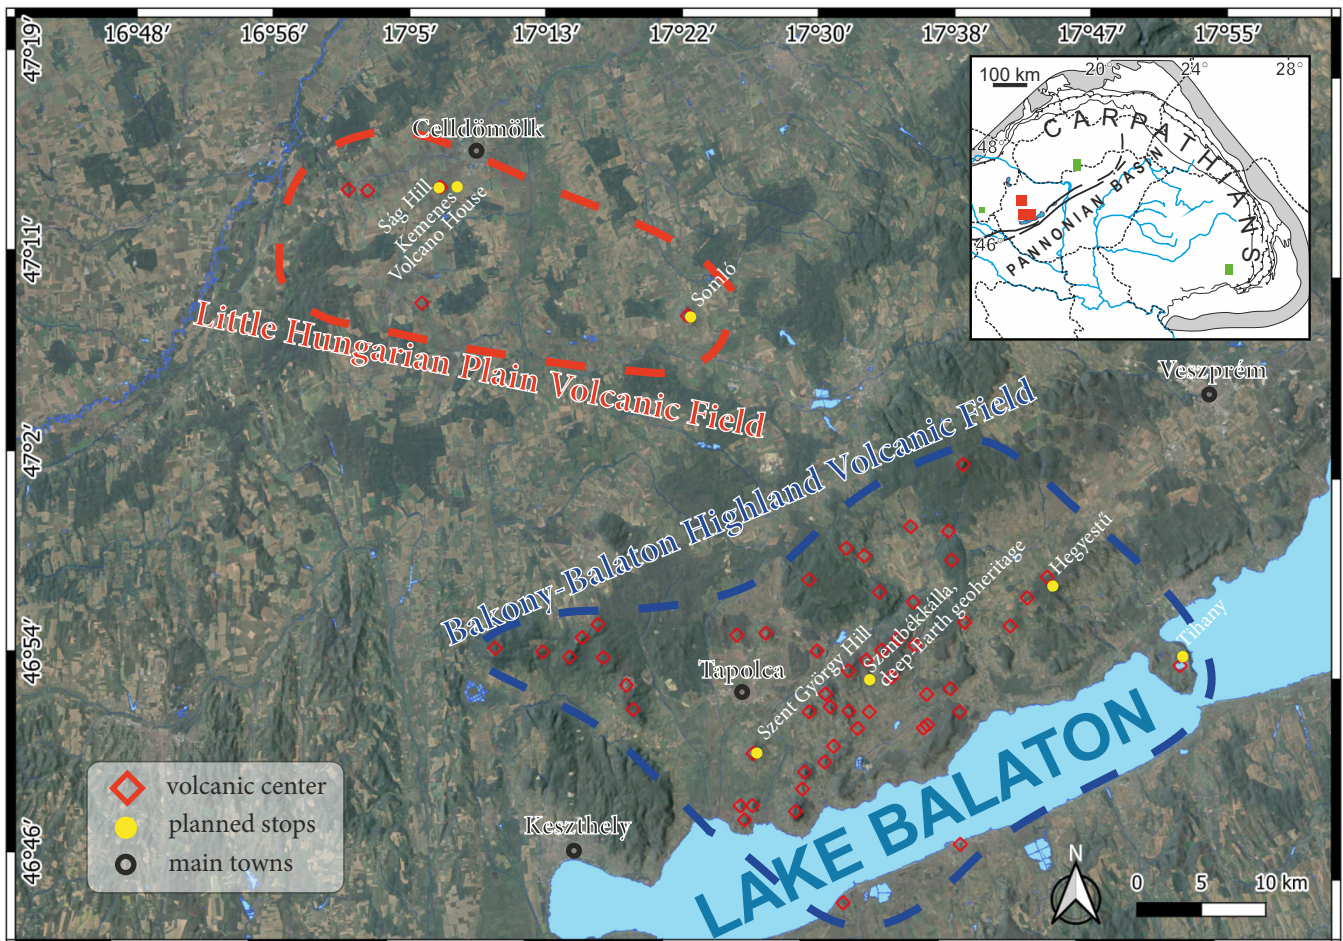 16°48′ 16°56′ 17°5′ 17°13′ 17°22′ 17°30′ 17°38′ 17°47′ 17°55′
47°19′
47°11′
47°2′
46°54′
46°46′
100 km
20°
24°
28°
48°
46°
CARPATHIANS
PANNONIAN BASIN
Celldömölk
Ság Hill
Kemenes
Volcano House
Somló
Little Hungarian Plain Volcanic Field
Veszprém
Bakony-Balaton Highland Volcanic Field
Hegyestű
Szentbékkálla,
deep-Earth geoheritage
Tihany
Szent György Hill
Tapolca
Keszthely
LAKE BALATON
volcanic center
planned stops
main towns
N
0 5 10 km